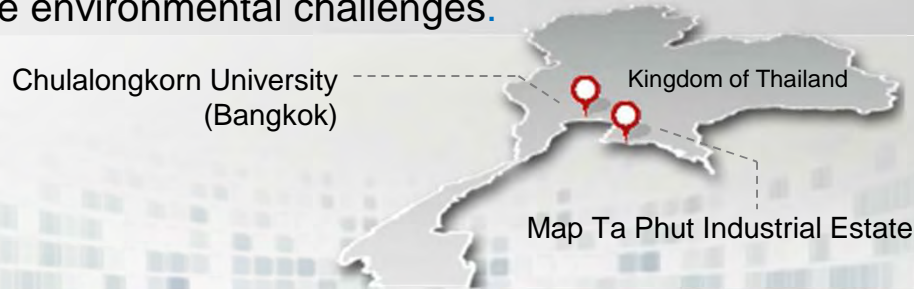 e environmental challenges.
Chulalongkorn University
(Bangkok)
Kingdom of Thailand
Map Ta Phut Industrial Estate